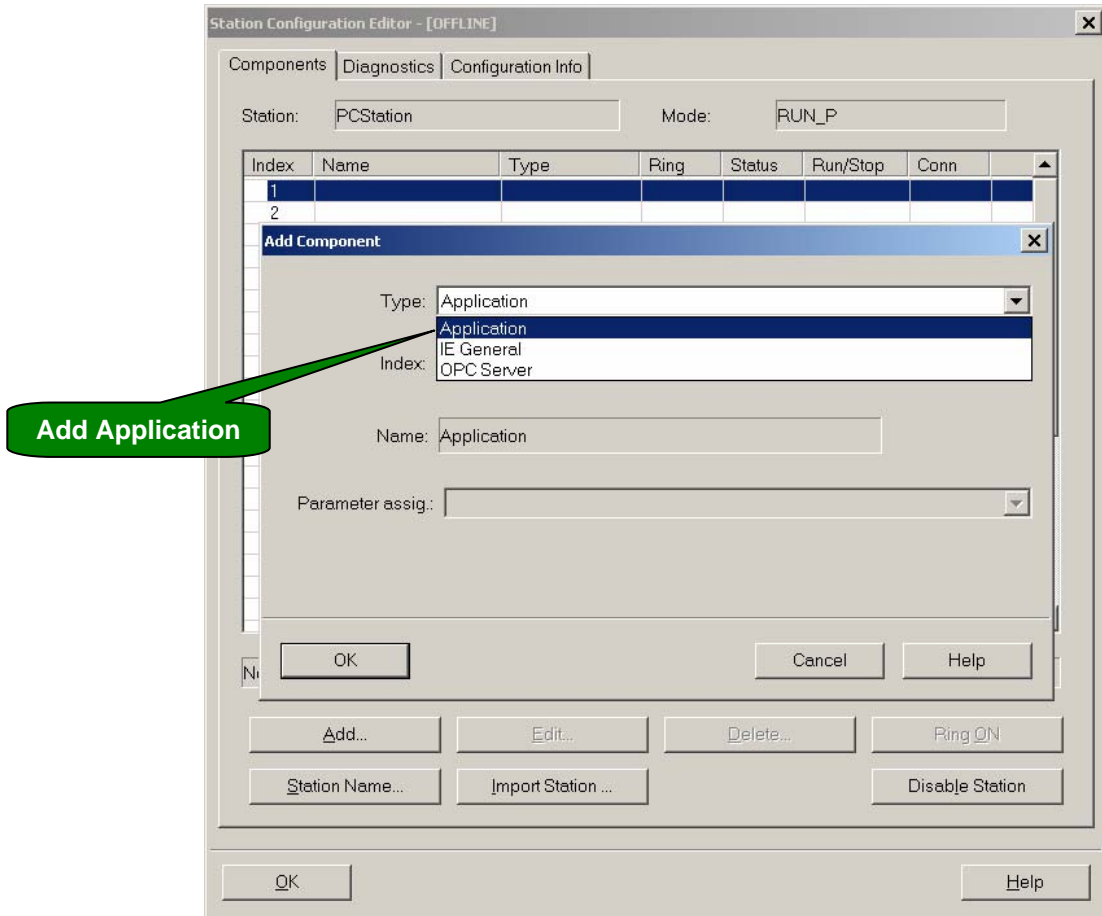 Station Configuration Editor - [OFFLINE]
Components Diagnostics Configuration Info
Station: PCStation Mode: RUN_P
Index Name Type Ring Status Run/Stop Conn
1
2
Add Component
Type: Application
Application
IE General
Index:
OPC Server
Add Application
Name: Application
Parameter assig.:
OK Cancel Help
Add... Edit... Delete... Ring ON
Station Name... Import Station ... Disable Station
OK Help